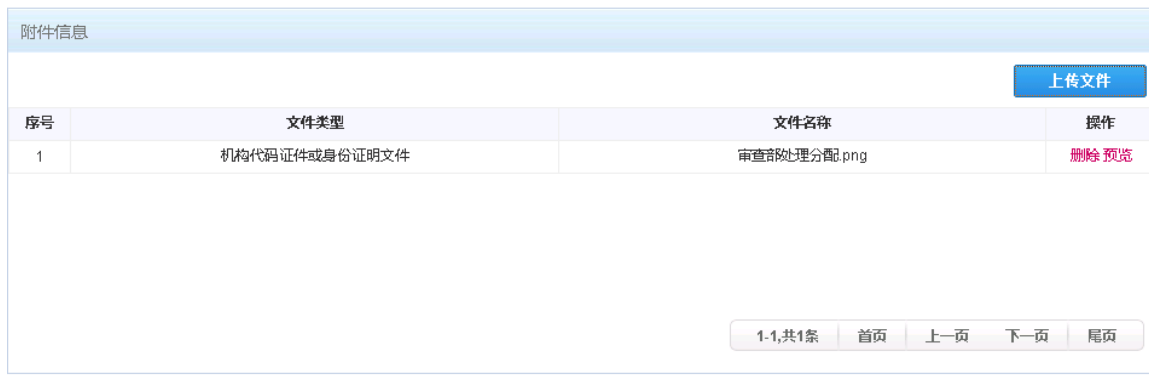 附件信息
上传文件
序号 文件类型 文件名称 操作
1 机构代码证件或身份证明文件 审查部处理分配.png 删除 预览
1-1,共1条 首页 上一页 下一页 尾页